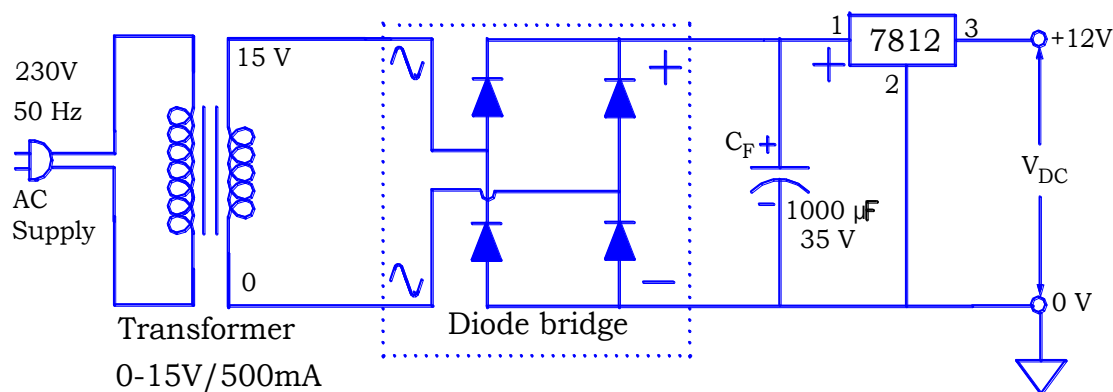 230V
50 Hz
AC
Supply
15 V
0
Transformer
0-15V/500mA
+
−
Diode bridge
C_F +
−
1000 µF
35 V
1
+
7812
2
3
+12V
V_DC
0 V